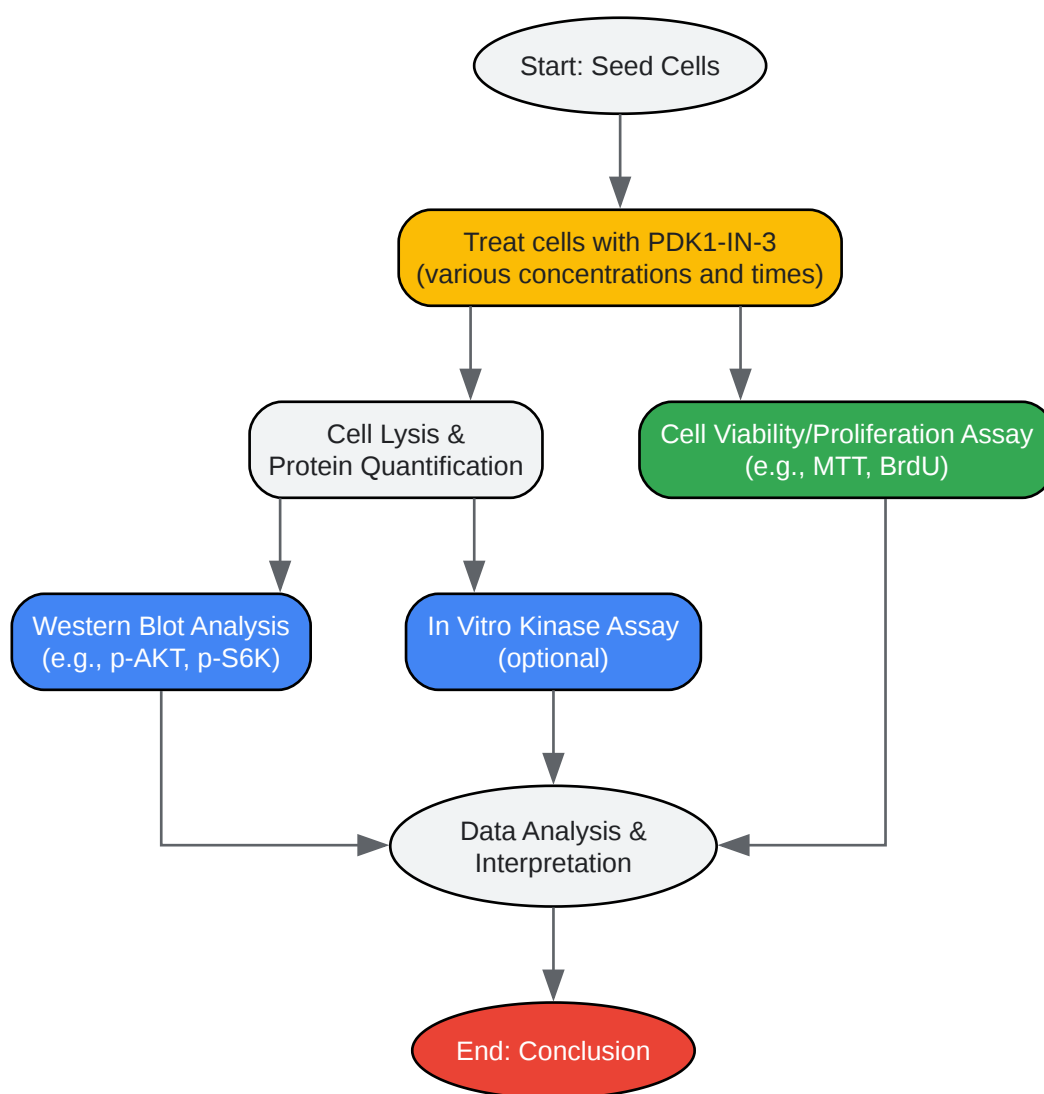 Start: Seed Cells
Treat cells with PDK1-IN-3
(various concentrations and times)
Cell Lysis &
Protein Quantification
Cell Viability/Proliferation Assay
(e.g., MTT, BrdU)
Western Blot Analysis
(e.g., p-AKT, p-S6K)
In Vitro Kinase Assay
(optional)
Data Analysis &
Interpretation
End: Conclusion